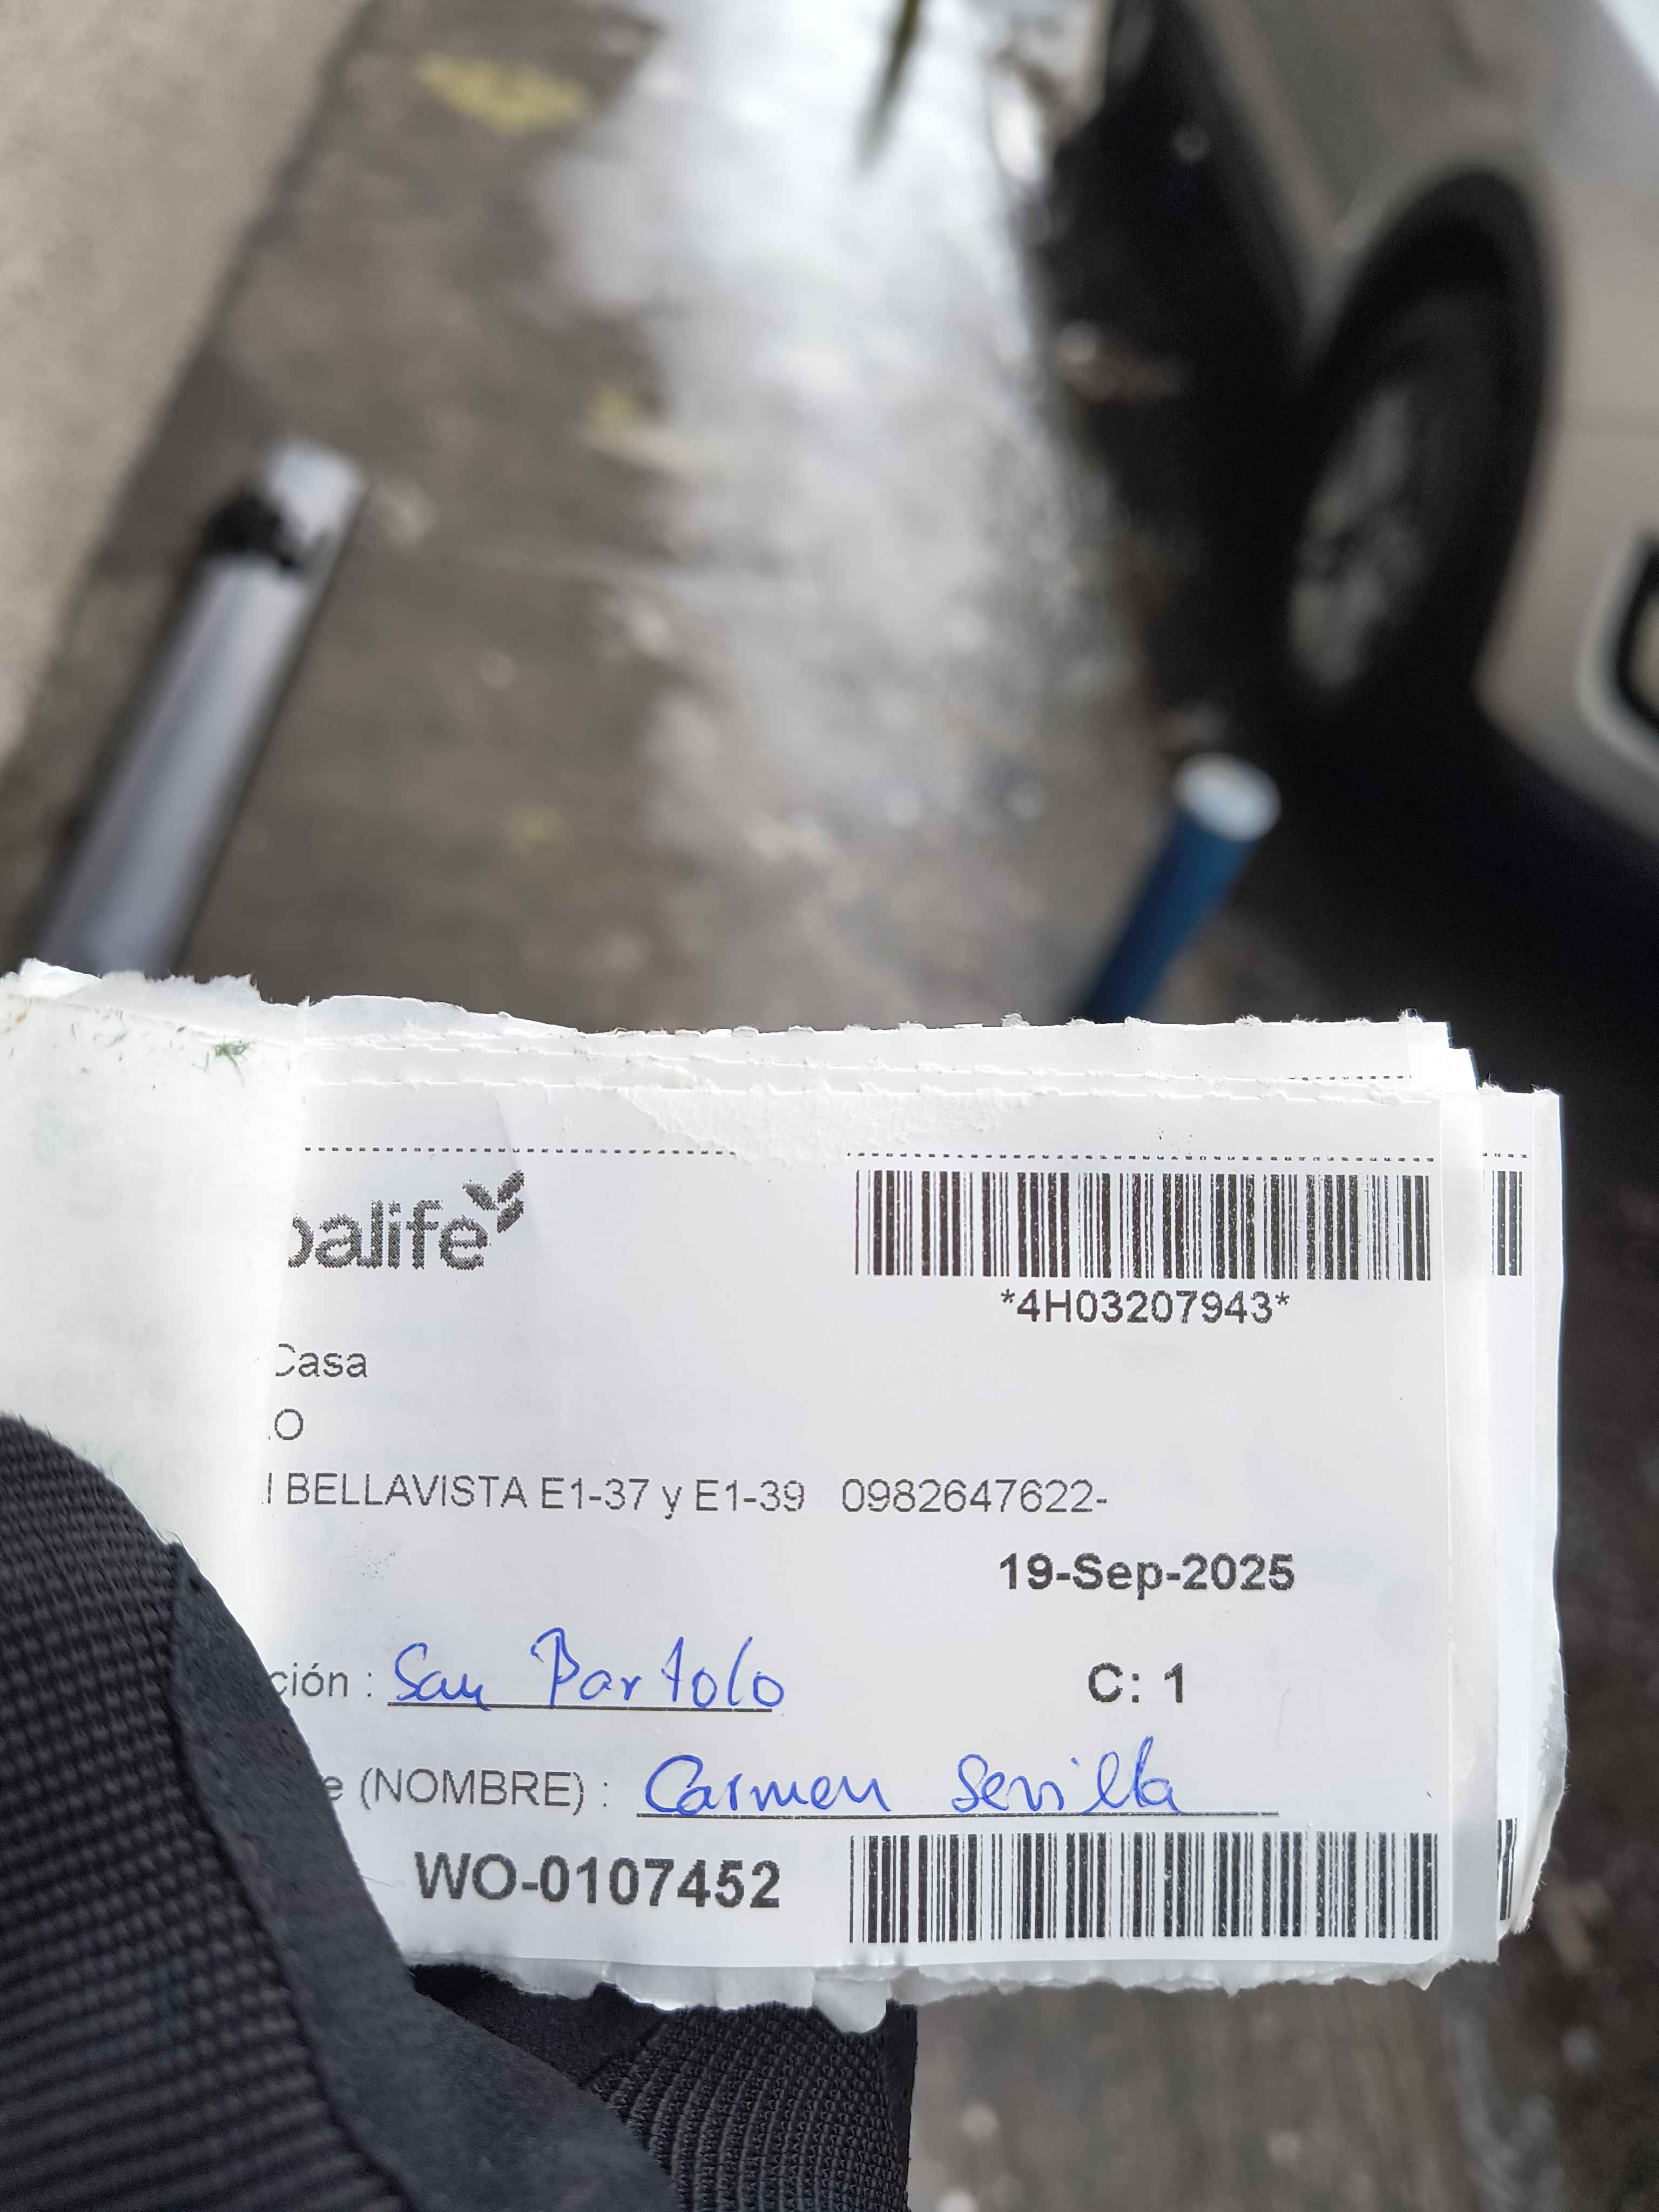 balife
*4H03207943*
Casa
O
BELLAVISTA E1-37 y E1-39 0982647622-
19-Sep-2025
ción : San Bartolo
C: 1
e (NOMBRE) : Carmen Sevilla
WO-0107452